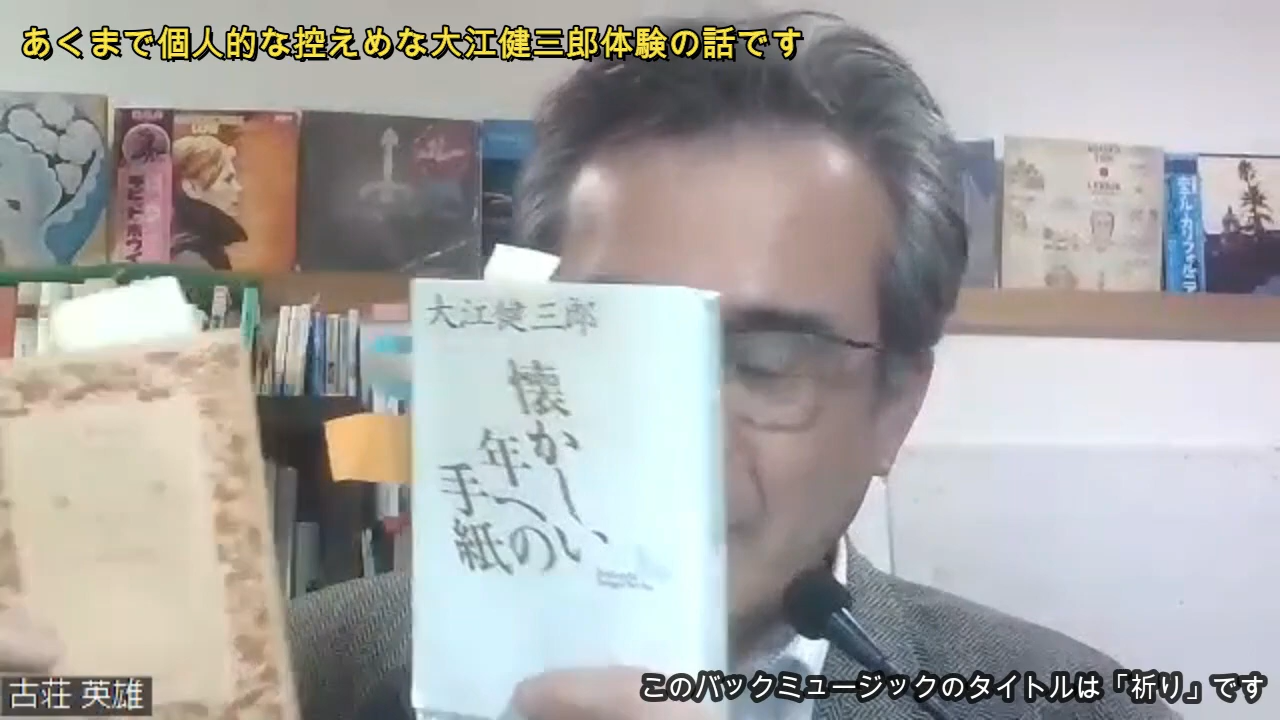 あくまで個人的な控えめな大江健三郎体験の話です
大江健三郎
懐かしい
年への
手紙
古荘 英雄
このバックミュージックのタイトルは「祈り」です